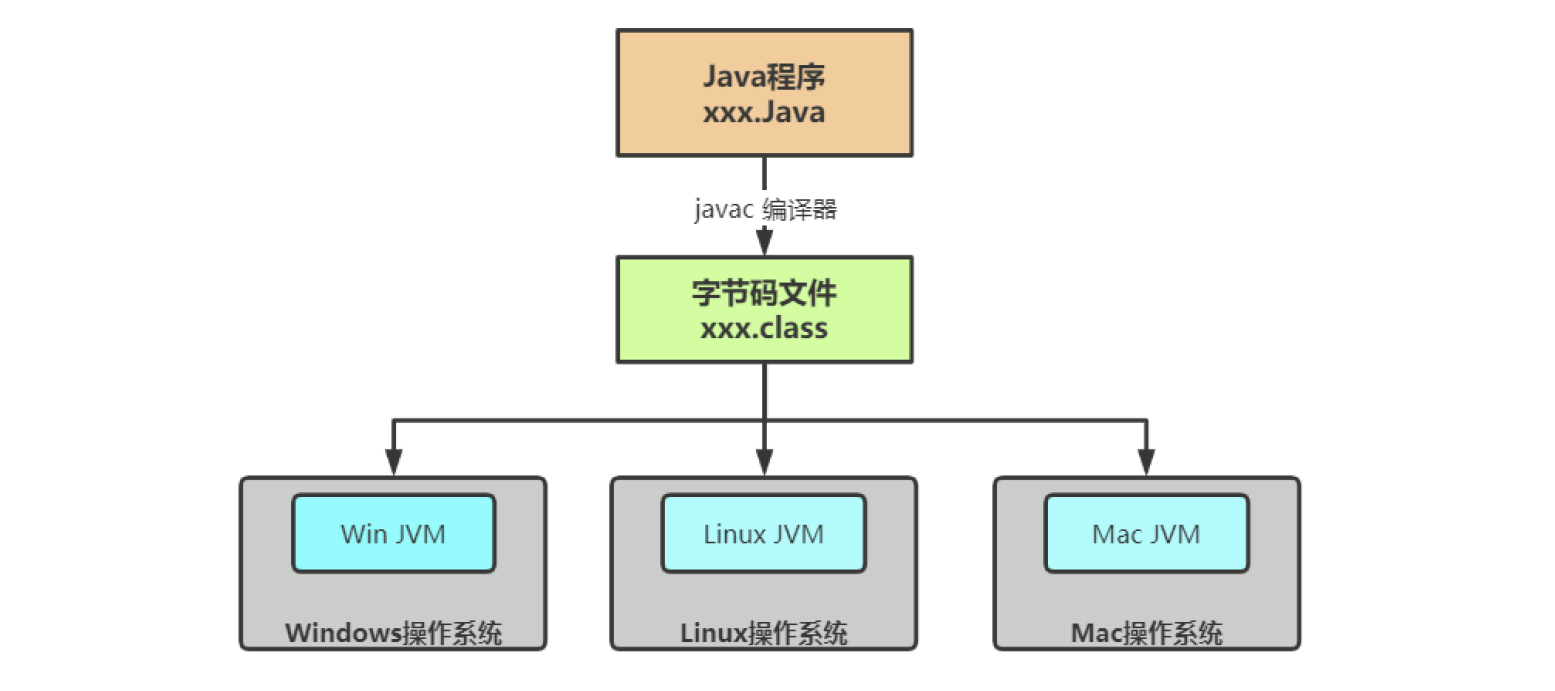 Java程序
xxx.Java
javac 编译器
字节码文件
xxx.class
Win JVM
Linux JVM
Mac JVM
Windows操作系统
Linux操作系统
Mac操作系统